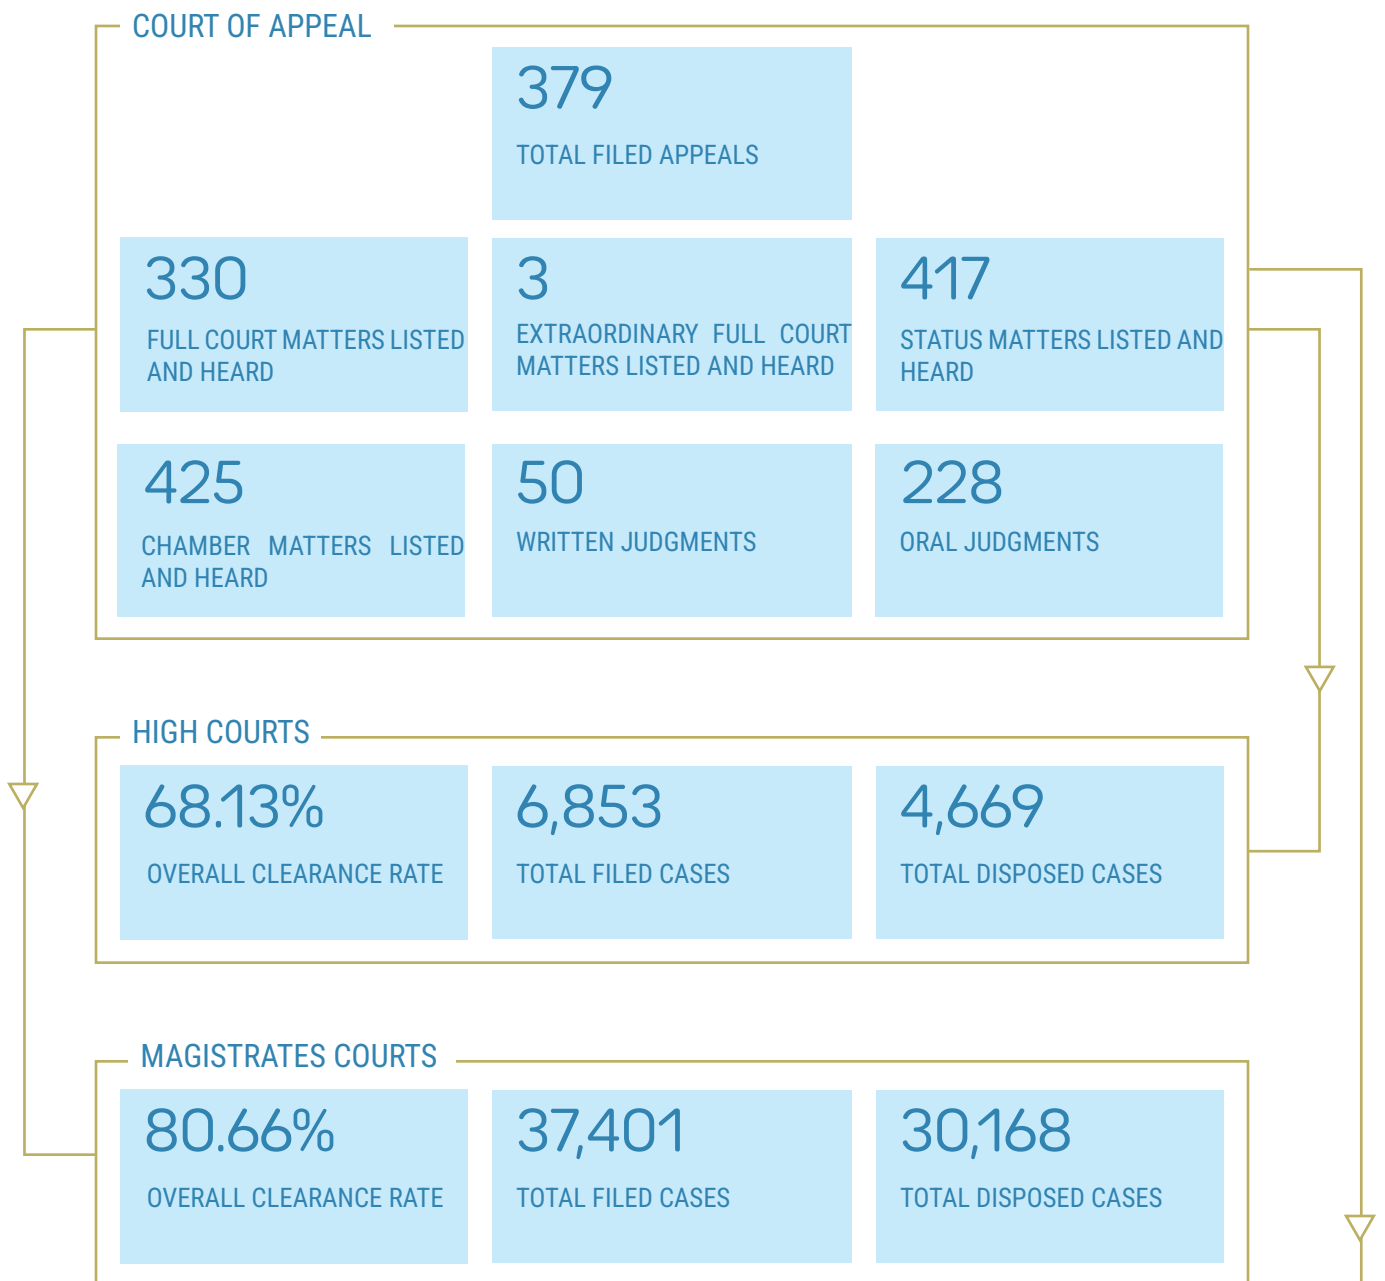 COURT OF APPEAL
379
TOTAL FILED APPEALS
330
FULL COURT MATTERS LISTED
AND HEARD
3
EXTRAORDINARY FULL COURT
MATTERS LISTED AND HEARD
417
STATUS MATTERS LISTED AND
HEARD
425
CHAMBER MATTERS LISTED
AND HEARD
50
WRITTEN JUDGMENTS
228
ORAL JUDGMENTS
HIGH COURTS
68.13%
OVERALL CLEARANCE RATE
6,853
TOTAL FILED CASES
4,669
TOTAL DISPOSED CASES
MAGISTRATES COURTS
80.66%
OVERALL CLEARANCE RATE
37,401
TOTAL FILED CASES
30,168
TOTAL DISPOSED CASES